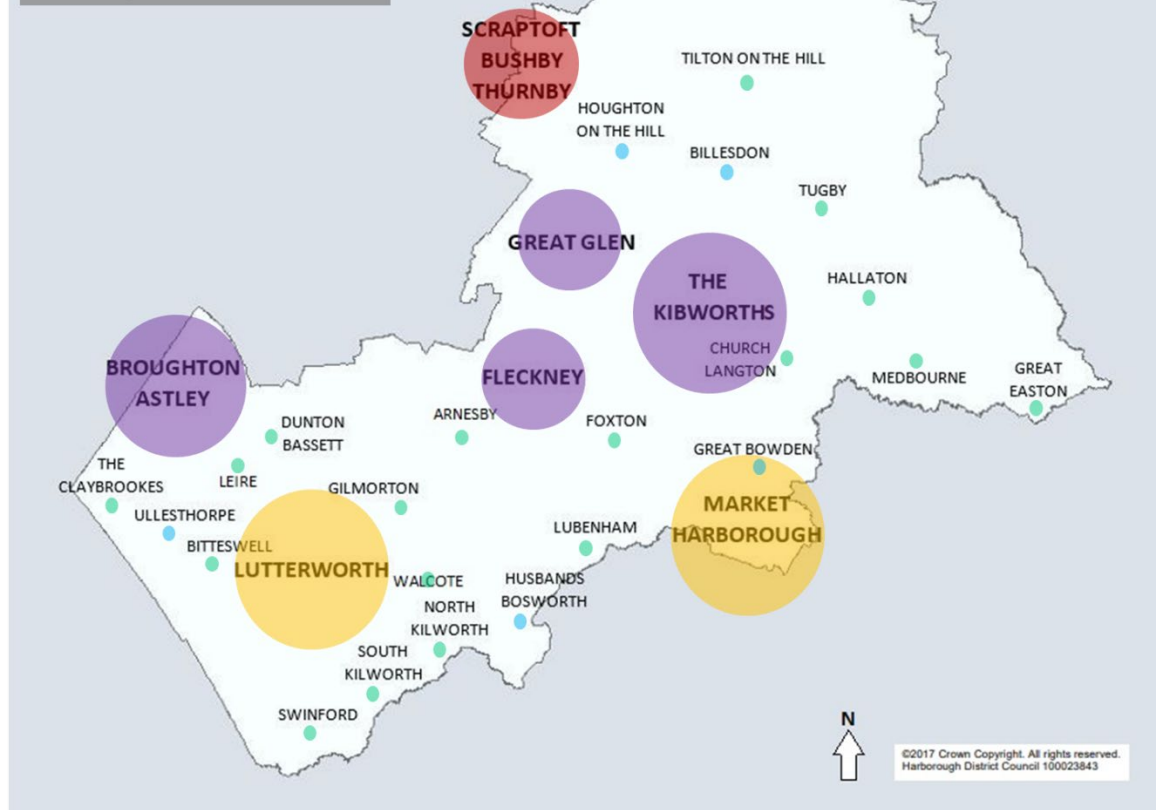 SCRAPTOFT
BUSHBY
THURNBY
TILTON ON THE HILL
HOUGHTON
ON THE HILL
BILLESDON
TUGBY
GREAT GLEN
THE
KIBWORTHS
HALLATON
CHURCH
LANGTON
MEDBOURNE
GREAT
EASTON
BROUGHTON
ASTLEY
FLECKNEY
DUNTON
BASSETT
ARNESBY
FOXTON
GREAT BOWDEN
THE
CLAYBROOKES
LEIRE
GILMORTON
ULLESTHORPE
BITTESWELL
MARKET
HARBOROUGH
LUBENHAM
LUTTERWORTH
WALCOTE
HUSBANDS
BOSWORTH
NORTH
KILWORTH
SOUTH
KILWORTH
SWINFORD
N
©2017 Crown Copyright. All rights reserved.
Harborough District Council 100023843